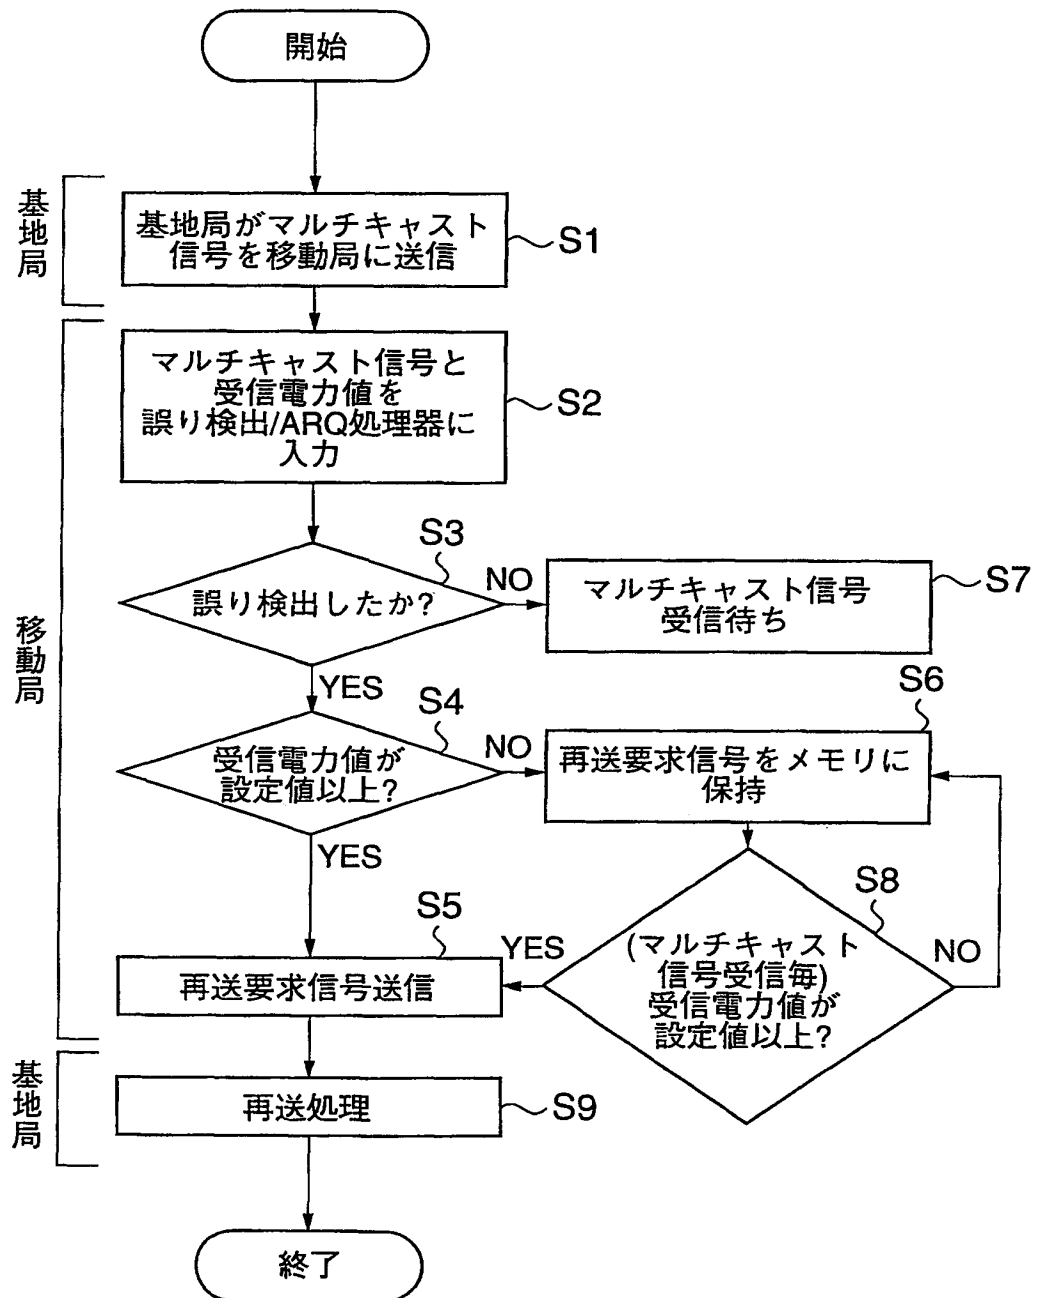 開始
基地局
基地局がマルチキャスト
信号を移動局に送信
S1
移動局
マルチキャスト信号と
受信電力値を
誤り検出/ARQ処理器に
入力
S2
S3
誤り検出したか?
NO
マルチキャスト信号
受信待ち
S7
YES
S4
受信電力値が
設定値以上?
NO
S6
再送要求信号をメモリに
保持
YES
S8
(マルチキャスト
信号受信毎)
受信電力値が
設定値以上?
NO
YES
S5
再送要求信号送信
基地局
再送処理
S9
終了